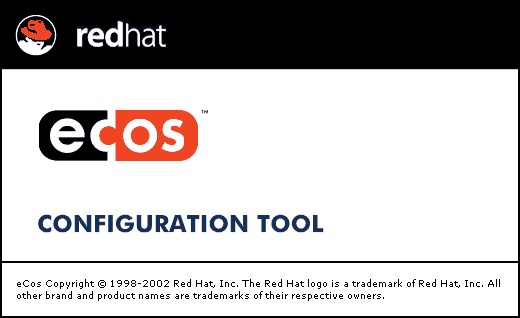 redhat
ecos™
CONFIGURATION TOOL
eCos Copyright © 1998-2002 Red Hat, Inc. The Red Hat logo is a trademark of Red Hat, Inc. All
other brand and product names are trademarks of their respective owners.